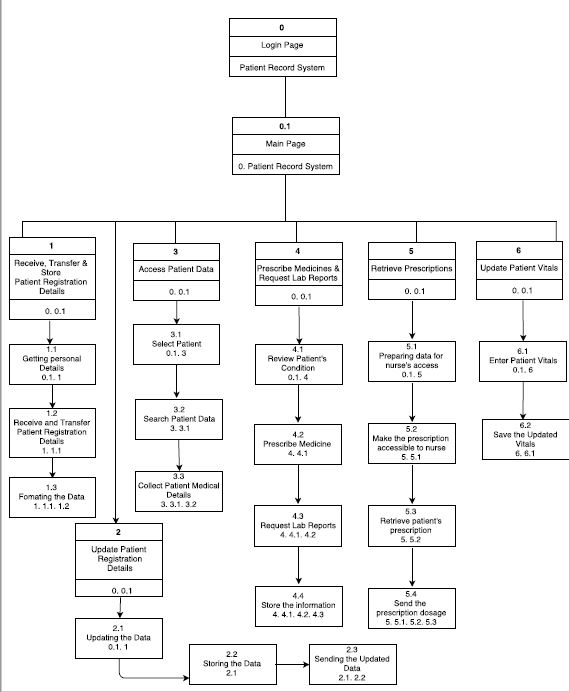 0
Login Page
Patient Record System
0.1
Main Page
0. Patient Record System
1
Receive, Transfer &
Store
Patient Registration
Details
0. 0.1
1.1
Getting personal
Details
0.1. 1
1.2
Receive and Transfer
Patient Registration
Details
1. 1.1
1.3
Fomating the Data
1. 1.1. 1.2
2
Update Patient
Registration
Details
0. 0.1
2.1
Updating the Data
0.1. 1
2.2
Storing the Data
2.1
2.3
Sending the Updated
Data
2.1. 2.2
3
Access Patient Data
0. 0.1
3.1
Select Patient
0.1. 3
3.2
Search Patient Data
3. 3.1
3.3
Collect Patient Medical
Details
3. 3.1. 3.2
4
Prescribe Medicines &
Request Lab Reports
0. 0.1
4.1
Review Patient's
Condition
0.1. 4
4.2
Prescribe Medicine
4. 4.1
4.3
Request Lab Reports
4. 4.1. 4.2
4.4
Store the information
4. 4.1. 4.2. 4.3
5
Retrieve Prescriptions
0. 0.1
5.1
Preparing data for
nurse's access
0.1. 5
5.2
Make the prescription
accessible to nurse
5. 5.1
5.3
Retrieve patient's
prescription
5. 5.2
5.4
Send the
prescription dosage
5. 5.1. 5.2. 5.3
6
Update Patient Vitals
0. 0.1
6.1
Enter Patient Vitals
0.1. 6
6.2
Save the Updated
Vitals
6. 6.1